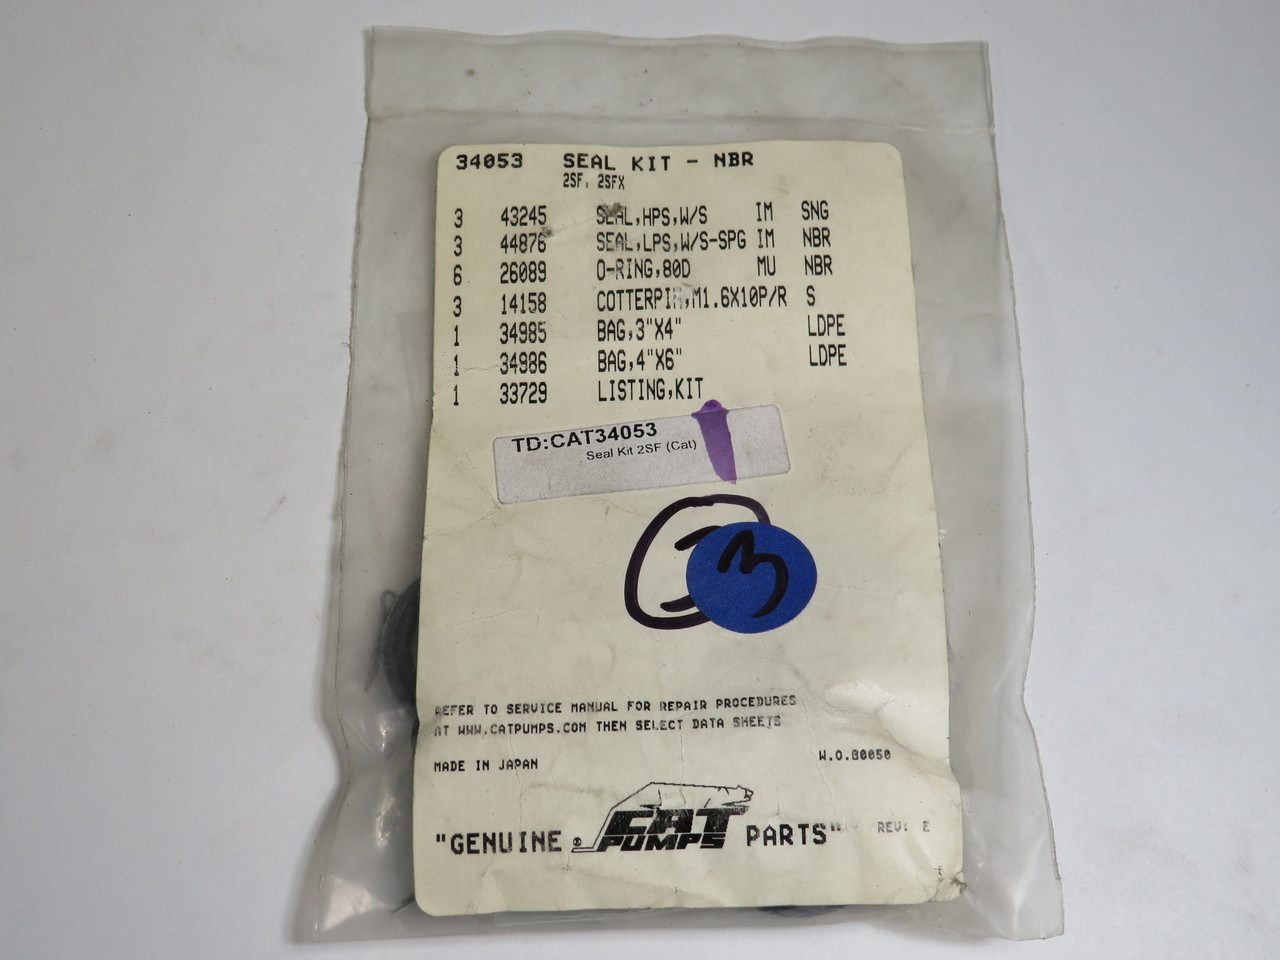 34053 SEAL KIT - NBR
2SF, 2SFX
3 43245 SEAL,HPS,W/S IM SNG
3 44876 SEAL,LPS,W/S-SPG IM NBR
6 26089 O-RING,80D MU NBR
3 14158 COTTERPIN,M1.6X10P/R S
1 34985 BAG,3"X4" LDPE
1 34986 BAG,4"X6" LDPE
1 33729 LISTING,KIT
TD:CAT34053
Seal Kit 2SF (Cat)
3
REFER TO SERVICE MANUAL FOR REPAIR PROCEDURES
AT WWW.CATPUMPS.COM THEN SELECT DATA SHEETS
MADE IN JAPAN W.O.B0050
"GENUINE CAT PUMPS PARTS" REV: E